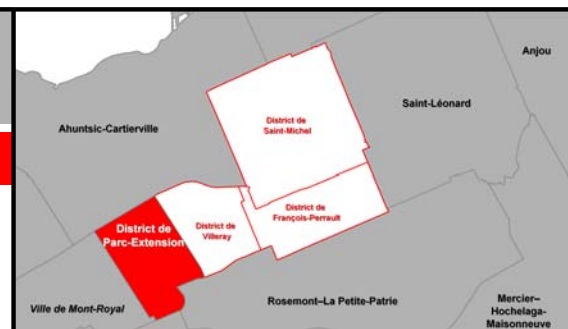 Anjou
Saint-Léonard
District de
Saint-Michel
Ahuntsic-Cartierville
District de
François-Perrault
District de
Villeray
District de
Parc-Extension
Ville de Mont-Royal
Rosemont–La Petite-Patrie
Mercier–
Hochelaga-
Maisonneuve